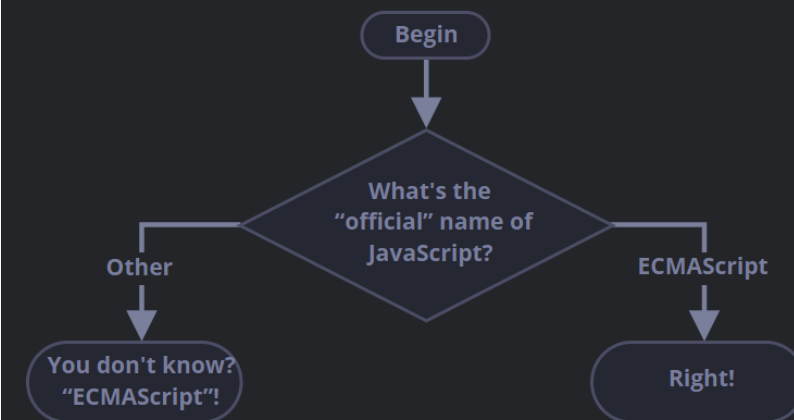 Begin
What's the
“official” name of
JavaScript?
Other
ECMAScript
You don't know?
“ECMAScript”!
Right!